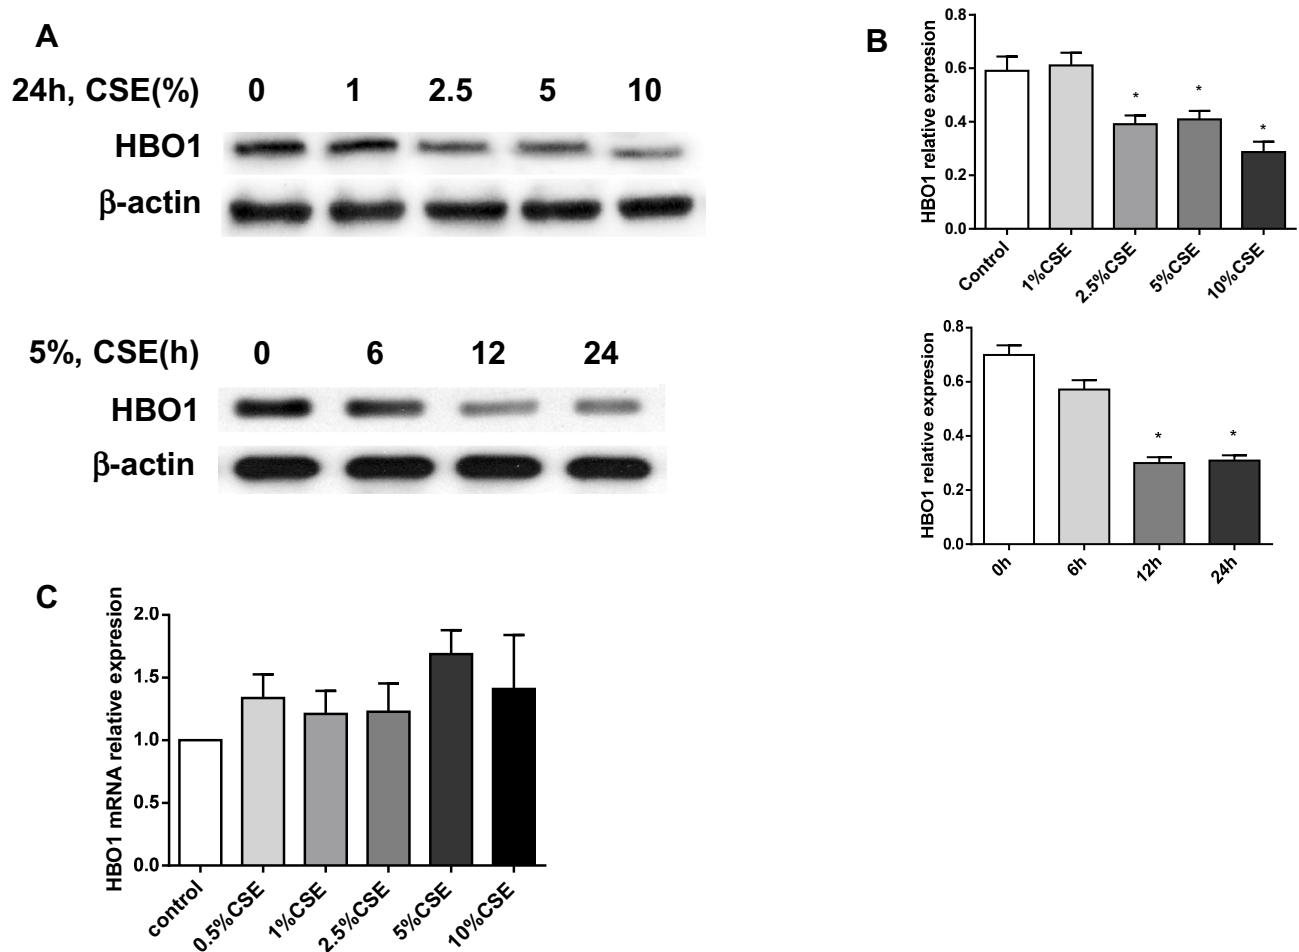 A
24h, CSE(%) 0 1 2.5 5 10
HBO1
β-actin
5%, CSE(h) 0 6 12 24
HBO1
β-actin
B
HBO1 relative expresion
0.8
0.6
0.4
0.2
0.0
* * *
Control 1%CSE 2.5%CSE 5%CSE 10%CSE
HBO1 relative expression
0.8
0.6
0.4
0.2
0.0
* *
0h 6h 12h 24h
C
HBO1 mRNA relative expresion
2.0
1.5
1.0
0.5
0.0
control 0.5%CSE 1%CSE 2.5%CSE 5%CSE 10%CSE